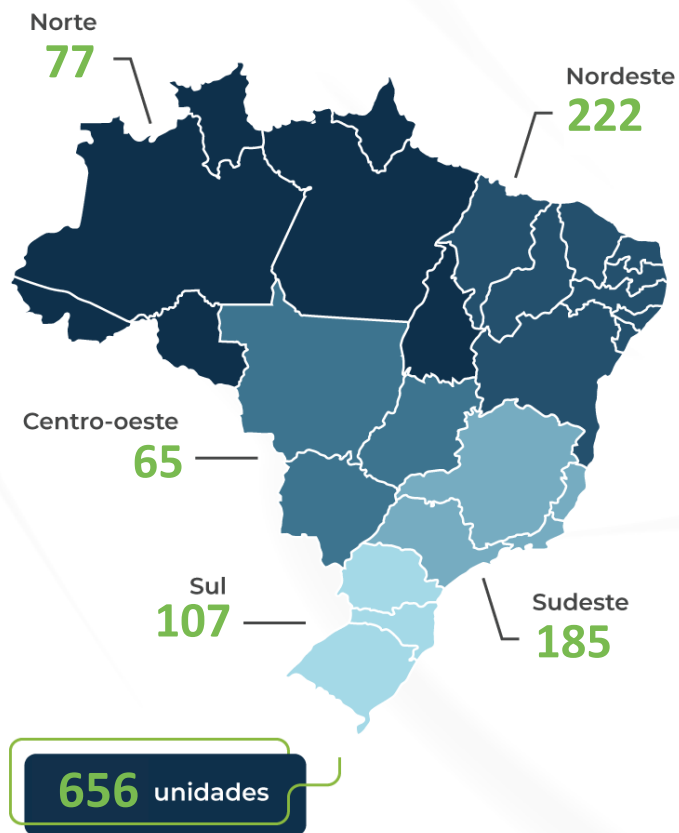 Norte
77
Nordeste
222
Centro-oeste
65
Sul
107
Sudeste
185
656 unidades